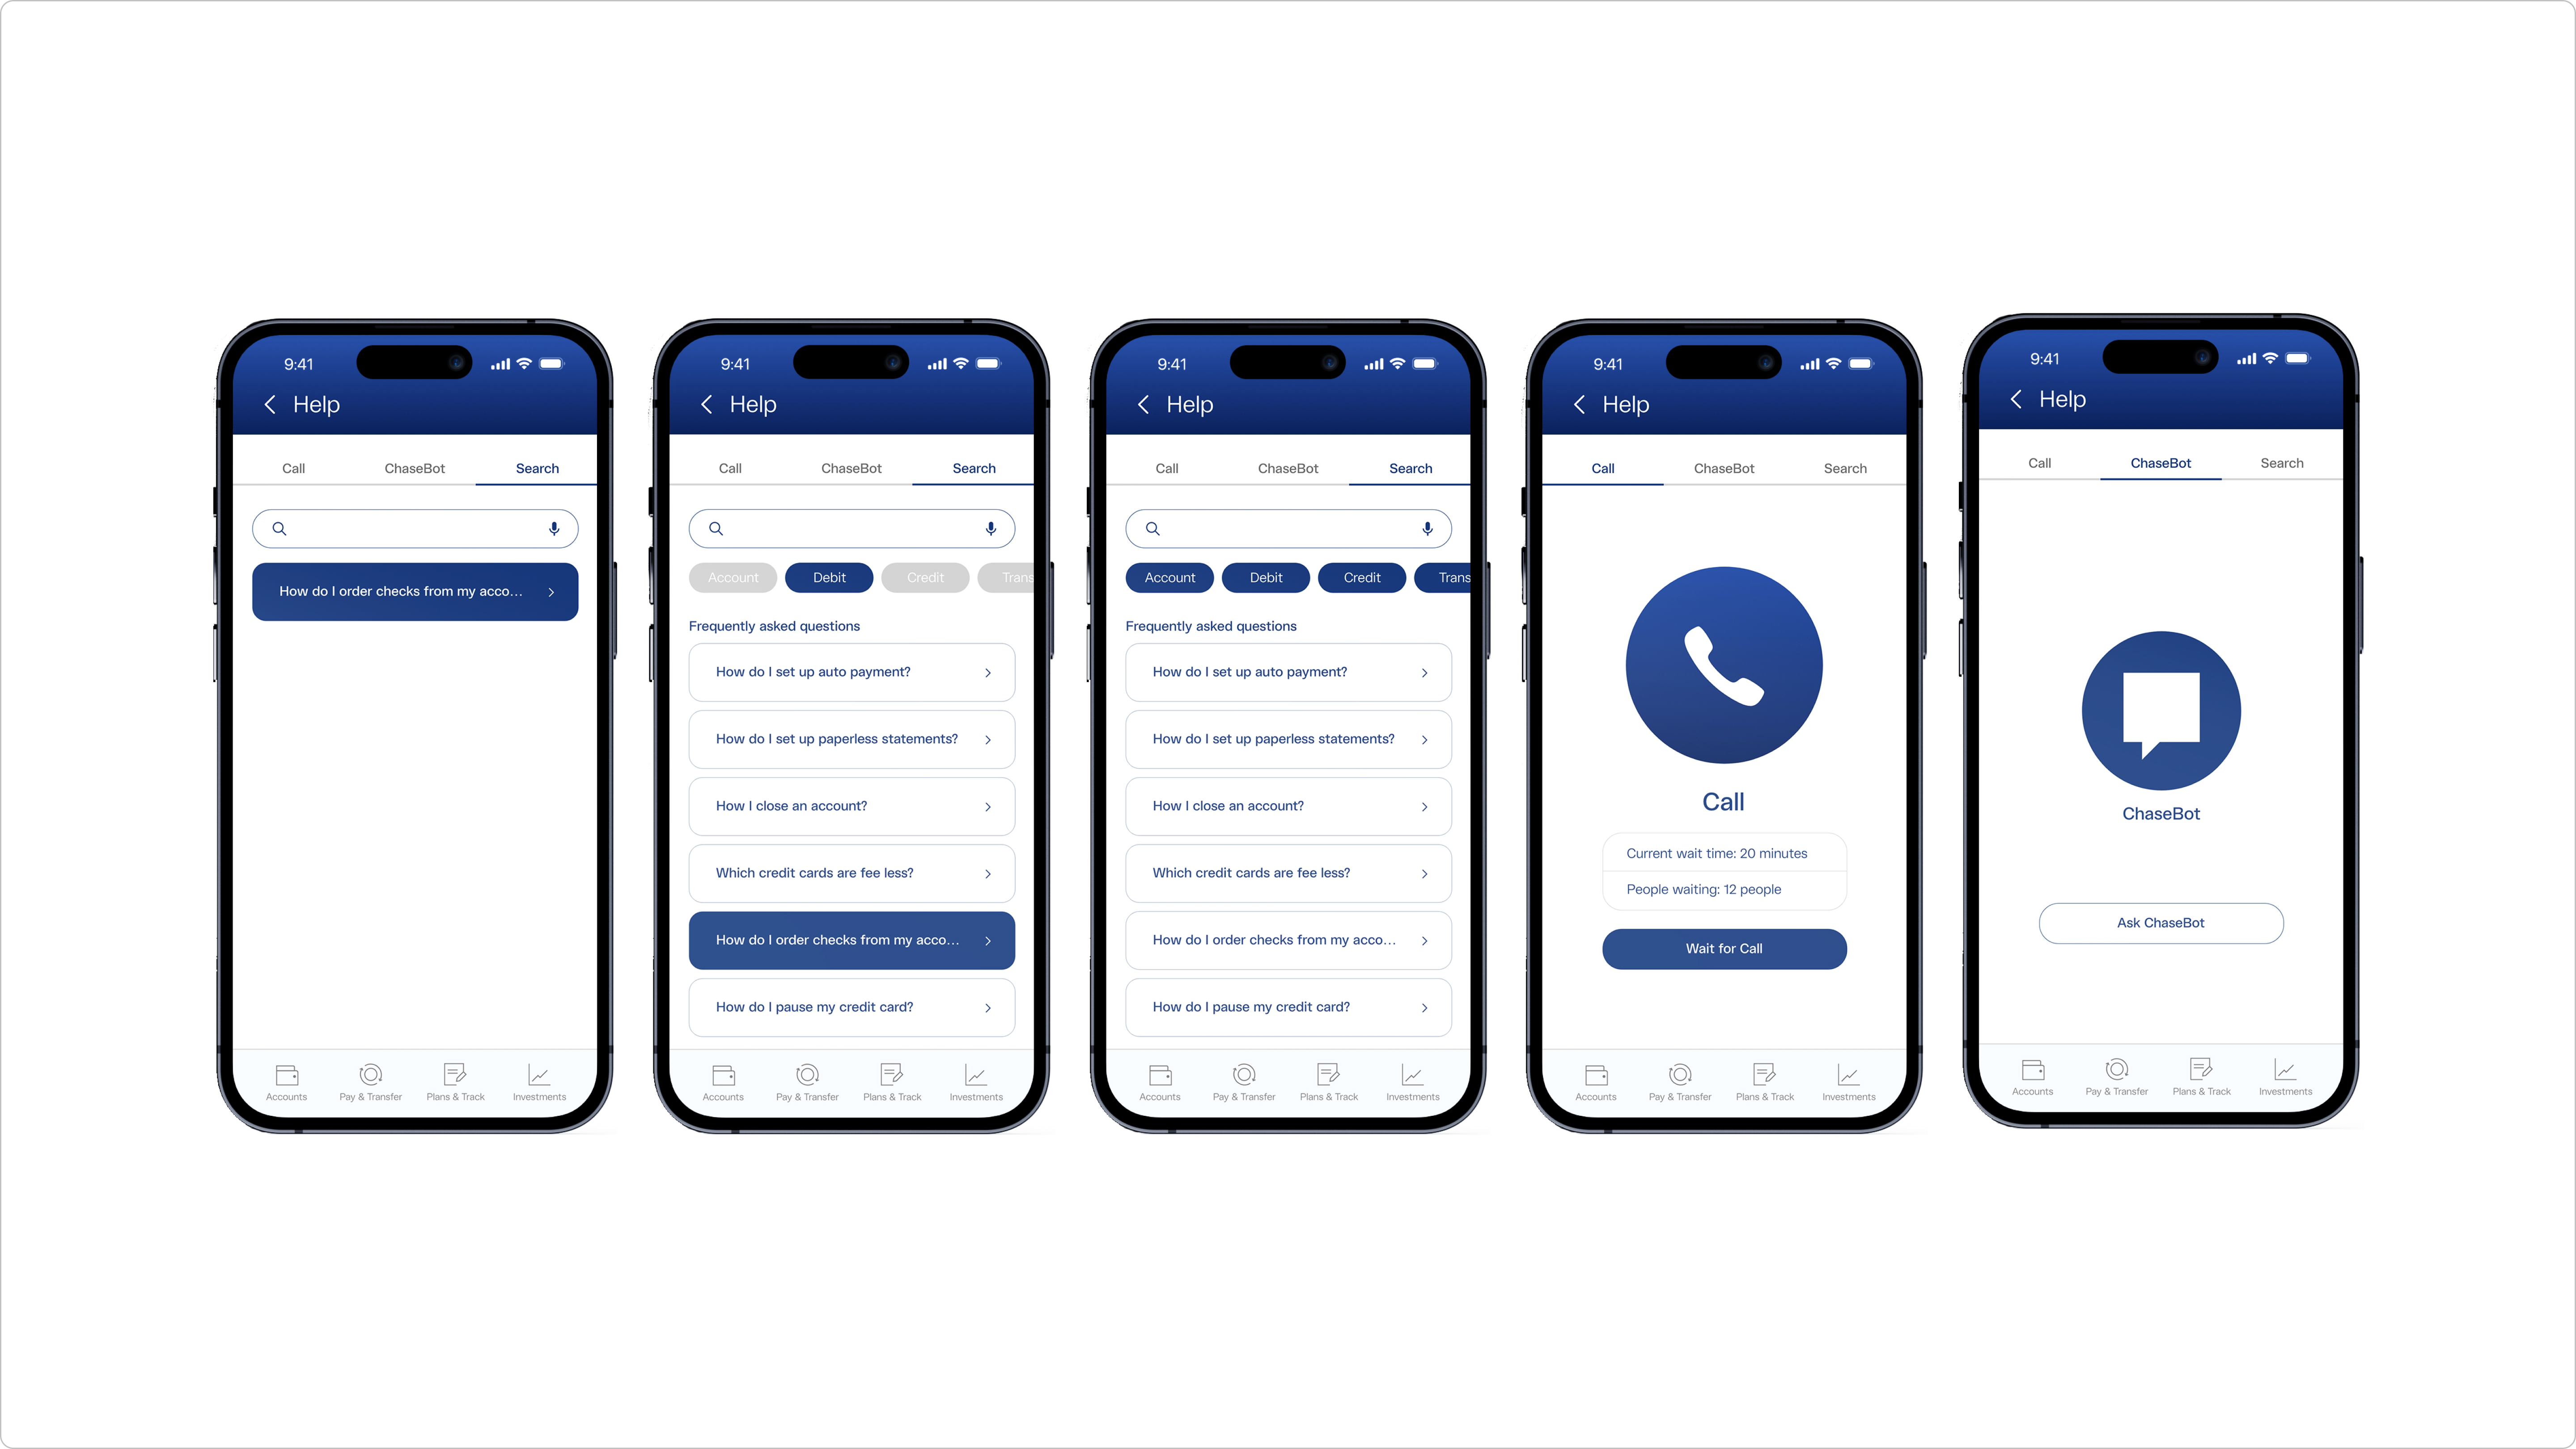 9:41
Help
Call ChaseBot Search
How do I order checks from my acco...
Accounts Pay & Transfer Plans & Track Investments
9:41
Help
Call ChaseBot Search
Account Debit Credit Trans
Frequently asked questions
How do I set up auto payment?
How do I set up paperless statements?
How I close an account?
Which credit cards are fee less?
How do I order checks from my acco...
How do I pause my credit card?
Accounts Pay & Transfer Plans & Track Investments
9:41
Help
Call ChaseBot Search
Account Debit Credit Trans
Frequently asked questions
How do I set up auto payment?
How do I set up paperless statements?
How I close an account?
Which credit cards are fee less?
How do I order checks from my acco...
How do I pause my credit card?
Accounts Pay & Transfer Plans & Track Investments
9:41
Help
Call ChaseBot Search
Call
Current wait time: 20 minutes
People waiting: 12 people
Wait for Call
Accounts Pay & Transfer Plans & Track Investments
9:41
Help
Call ChaseBot Search
ChaseBot
Ask ChaseBot
Accounts Pay & Transfer Plans & Track Investments